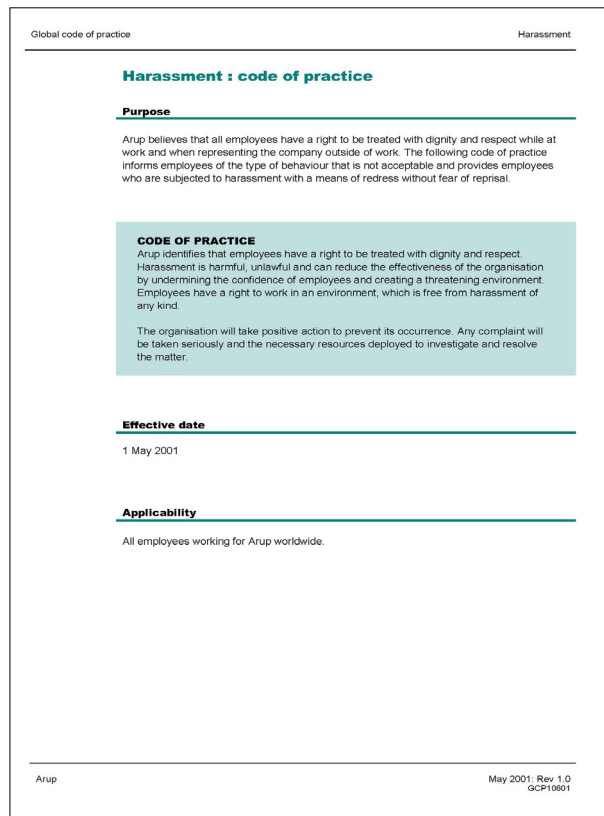 Global code of practice
Harassment
Harassment : code of practice
Purpose
Arup believes that all employees have a right to be treated with dignity and respect while at
work and when representing the company outside of work. The following code of practice
informs employees of the type of behaviour that is not acceptable and provides employees
who are subjected to harassment with a means of redress without fear of reprisal.
CODE OF PRACTICE
Arup identifies that employees have a right to be treated with dignity and respect.
Harassment is harmful, unlawful and can reduce the effectiveness of the organisation
by undermining the confidence of employees and creating a threatening environment.
Employees have a right to work in an environment, which is free from harassment of
any kind.
The organisation will take positive action to prevent its occurrence. Any complaint will
be taken seriously and the necessary resources deployed to investigate and resolve
the matter.
Effective date
1 May 2001
Applicability
All employees working for Arup worldwide.
Arup
May 2001: Rev 1.0
GCP10601